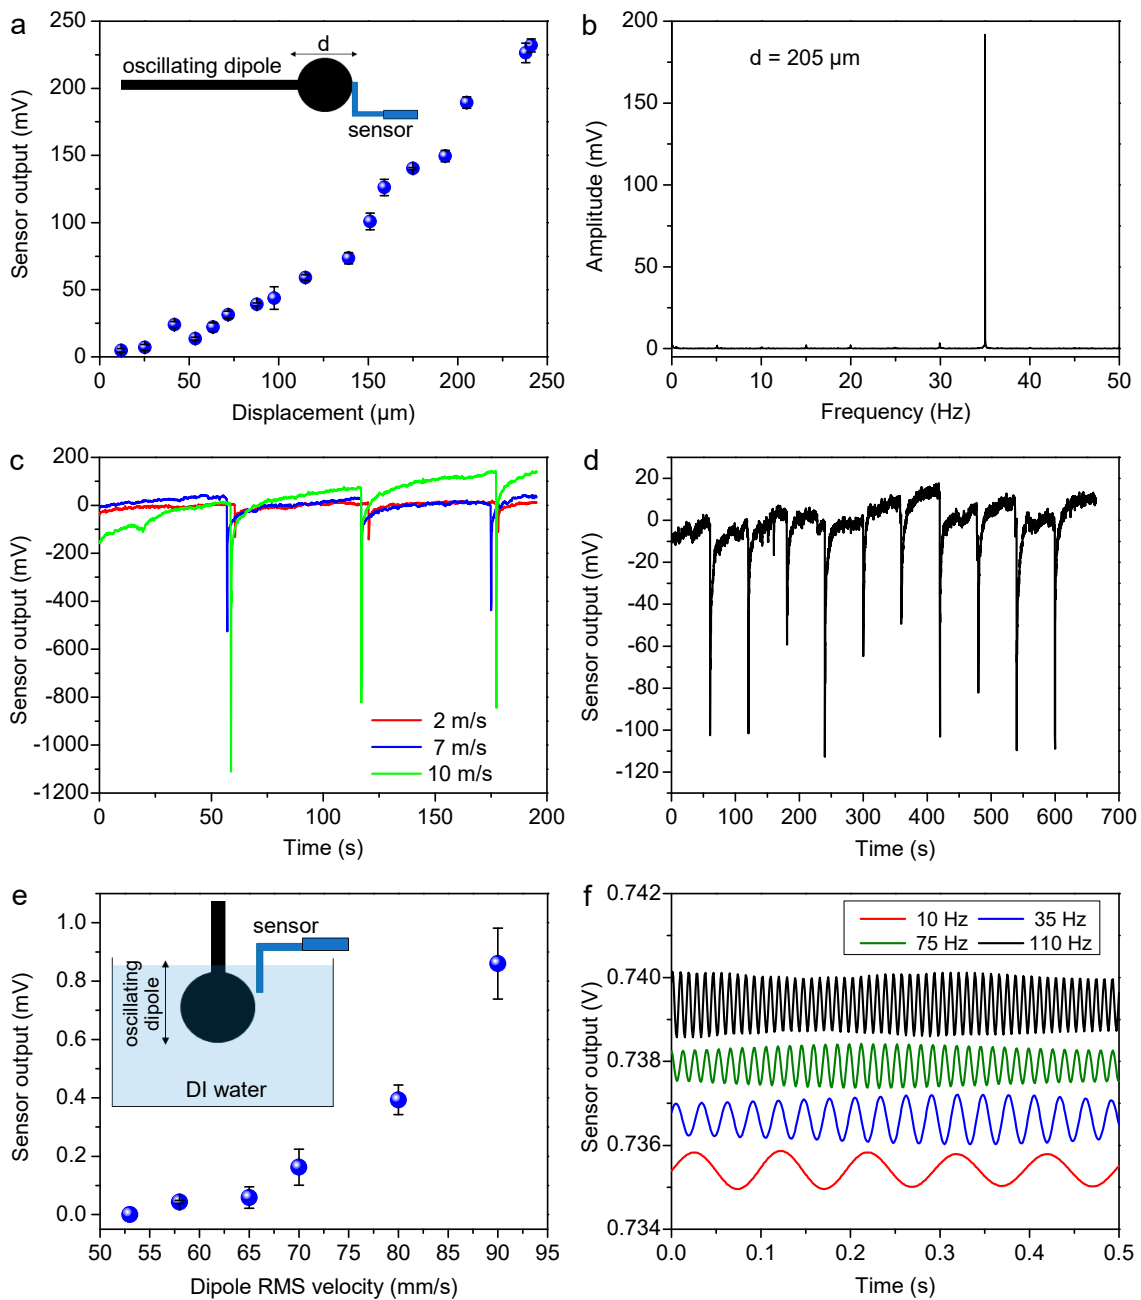 a
250
200
150
100
50
0
Sensor output (mV)
0 50 100 150 200 250
Displacement (µm)
d
oscillating dipole
sensor
b
200
150
100
50
0
Amplitude (mV)
d = 205 µm
0 10 20 30 40 50
Frequency (Hz)
c
200
0
-200
-400
-600
-800
-1000
-1200
Sensor output (mV)
2 m/s
7 m/s
10 m/s
0 50 100 150 200
Time (s)
d
20
0
-20
-40
-60
-80
-100
-120
Sensor output (mV)
0 100 200 300 400 500 600 700
Time (s)
e
1.0
0.8
0.6
0.4
0.2
0.0
Sensor output (mV)
sensor
oscillating
dipole
DI water
50 55 60 65 70 75 80 85 90 95
Dipole RMS velocity (mm/s)
f
0.742
0.740
0.738
0.736
0.734
Sensor output (V)
10 Hz 35 Hz
75 Hz 110 Hz
0.0 0.1 0.2 0.3 0.4 0.5
Time (s)